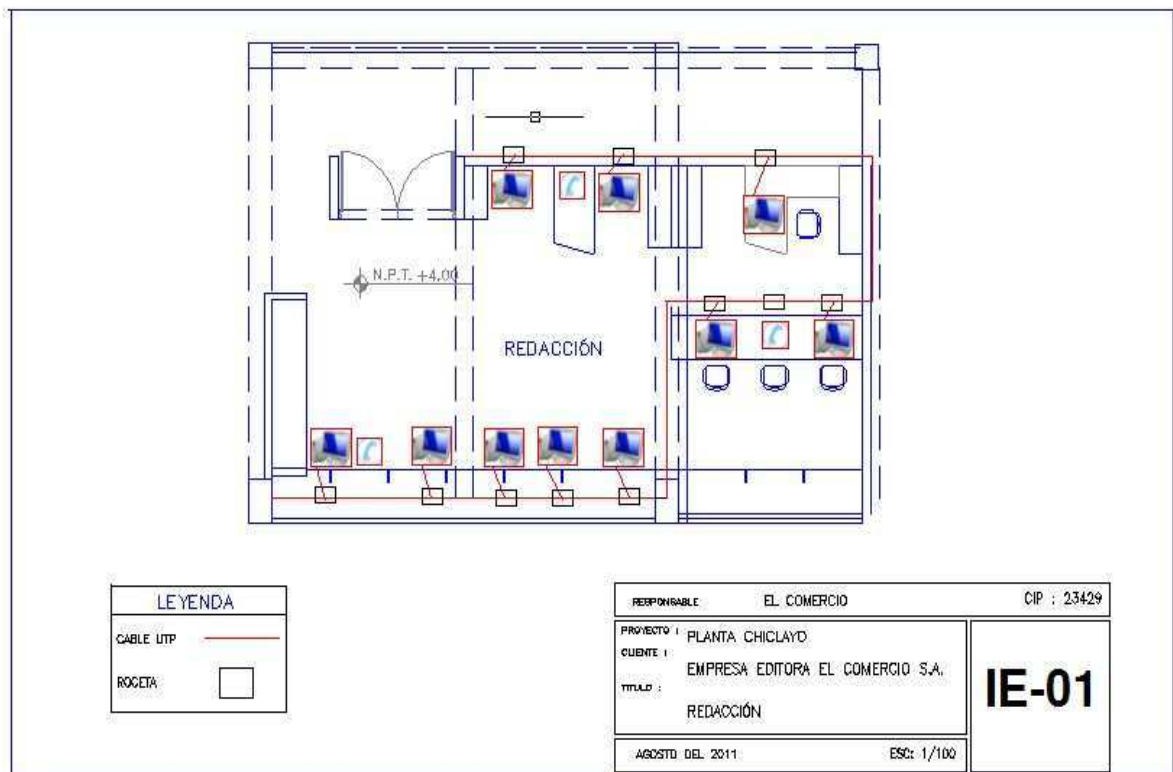 N.P.T. +4.00
REDACCIÓN
LEYENDA
CABLE UTP
ROCETA
RESPONSABLE EL COMERCIO CIP : 23429
PROYECTO : PLANTA CHICLAYO
CLIENTE :
EMPRESA EDITORA EL COMERCIO S.A.
TITULO :
REDACCIÓN
IE-01
AGOSTO DEL 2011 ESC: 1/100